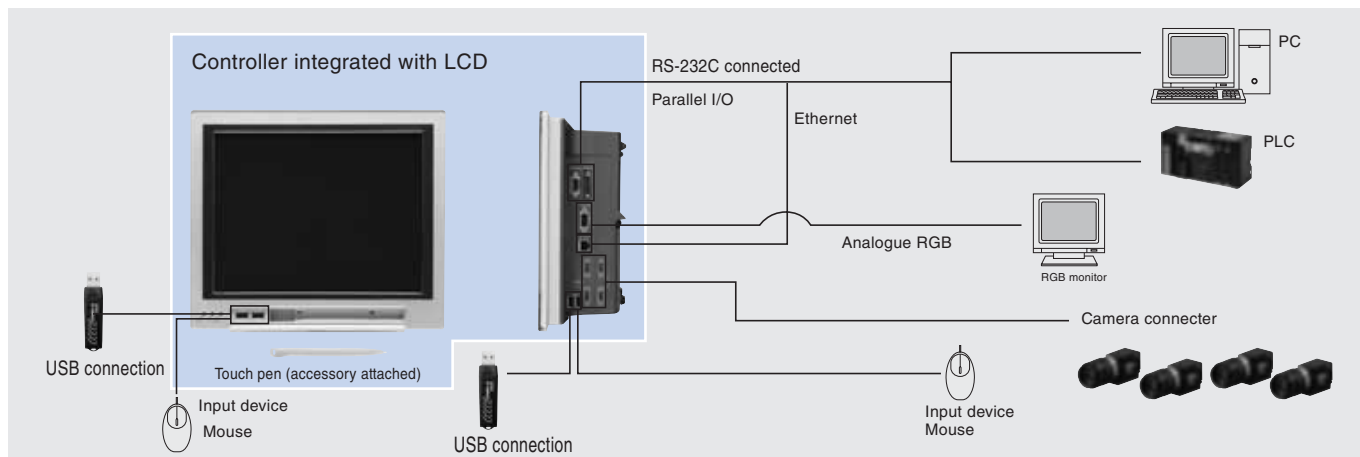 Controller integrated with LCD
RS-232C connected
Parallel I/O
Ethernet
PC
PLC
Analogue RGB
RGB monitor
Camera connecter
USB connection
Touch pen (accessory attached)
Input device
Mouse
USB connection
Input device
Mouse